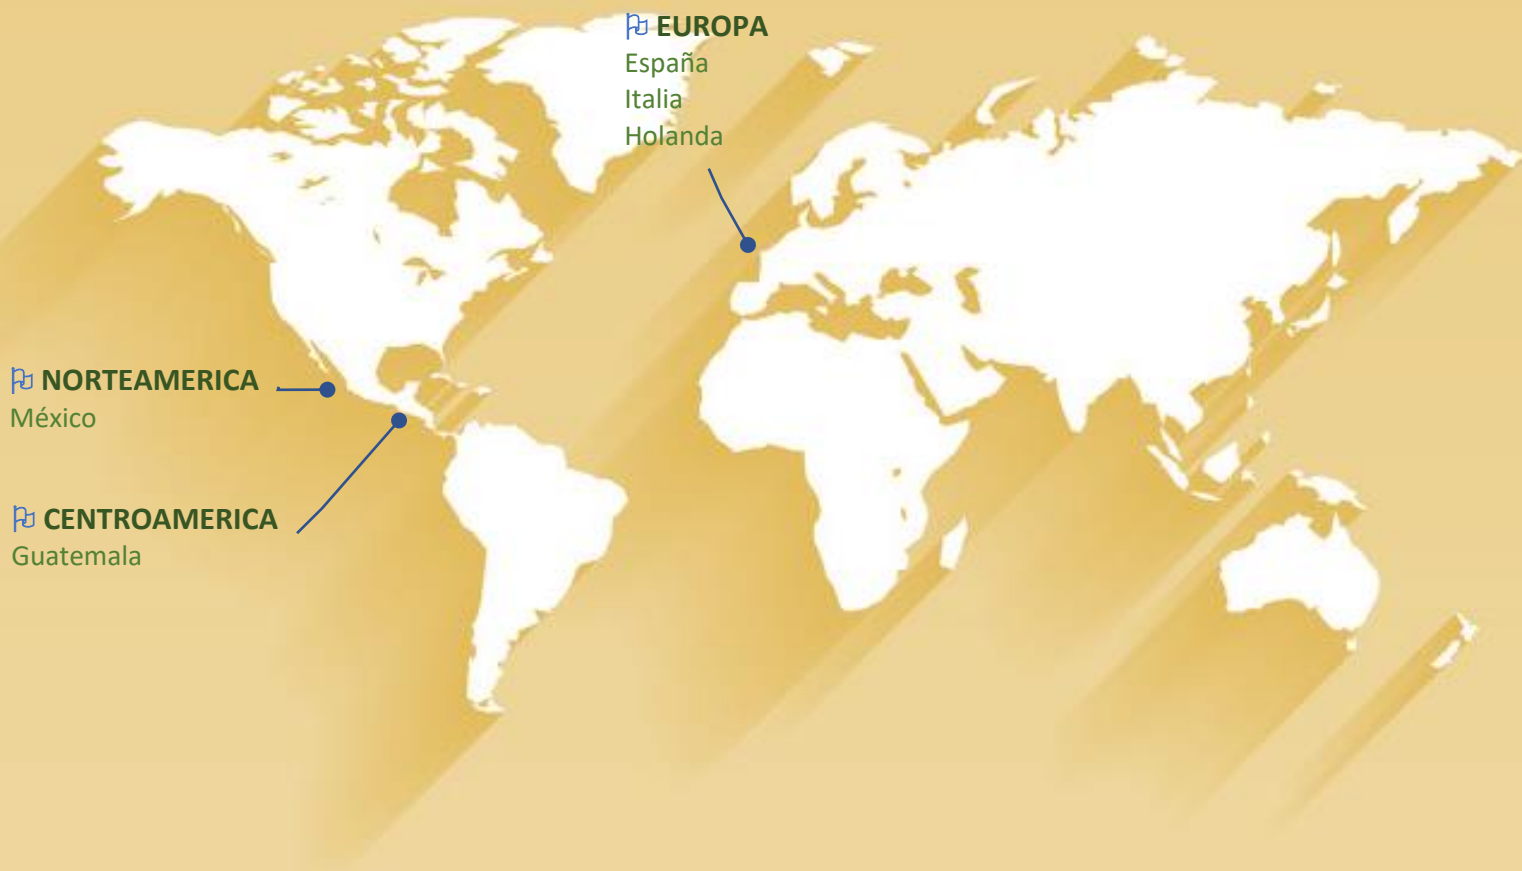 EUROPA
España
Italia
Holanda
NORTEAMERICA
México
CENTROAMERICA
Guatemala